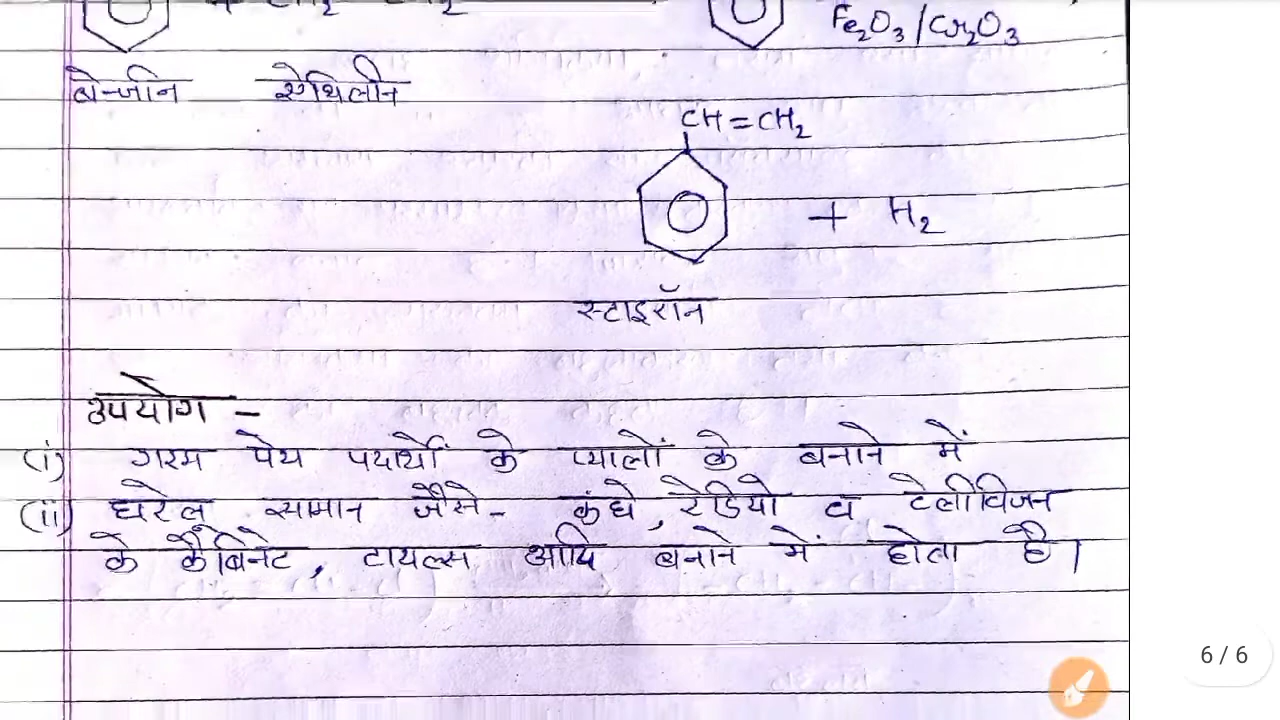 Fe₂O₃/Cr₂O₃
बेन्जीन एथिलीन
CH=CH₂
+ H₂
स्टाइरॉन
उपयोग -
(i) गरम पेय पदार्थों के प्यालों के बनाने में
(ii) घरेल सामान जैसे- कंघे, रेडियो व टेलीविजन
के कैबिनेट, टायल्स आदि बनाने में होता है।
6 / 6